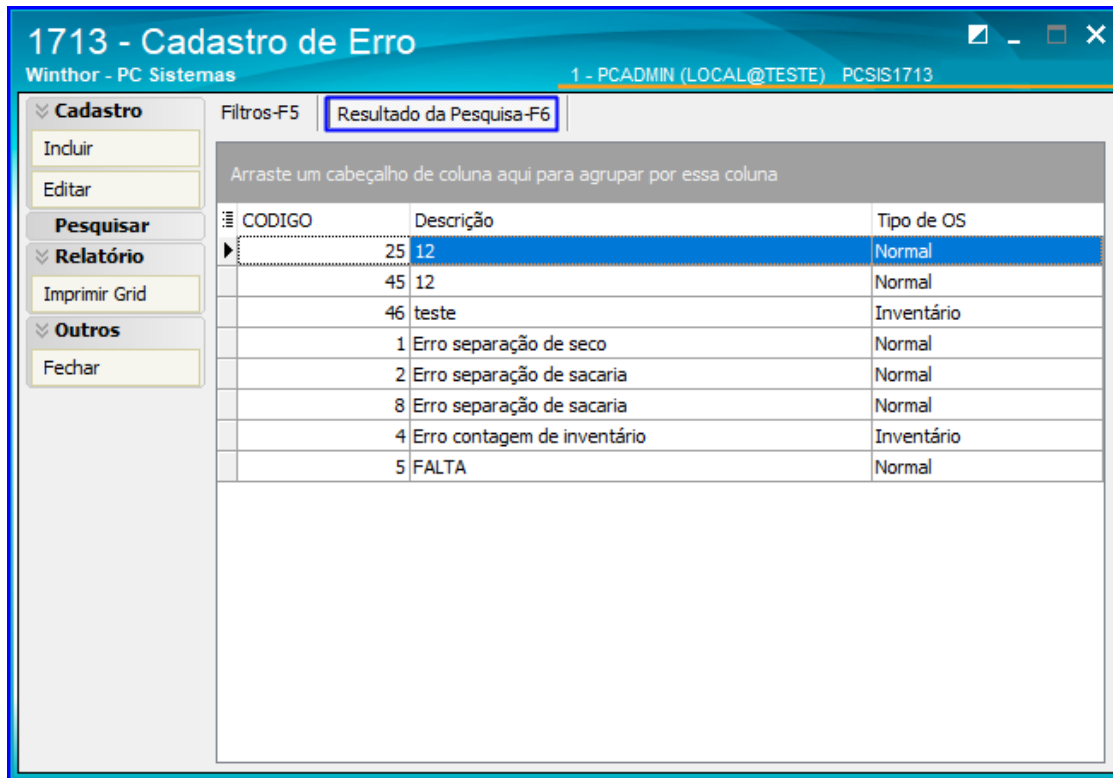 1713 - Cadastro de Erro
Winthor - PC Sistemas
1 - PCADMIN (LOCAL@TESTE) PCSIS1713
Cadastro
Incluir
Editar
Pesquisar
Relatório
Imprimir Grid
Outros
Fechar
Filtros-F5 Resultado da Pesquisa-F6
Arraste um cabeçalho de coluna aqui para agrupar por essa coluna
CODIGO Descrição Tipo de OS
25 12 Normal
45 12 Normal
46 teste Inventário
1 Erro separação de seco Normal
2 Erro separação de sacaria Normal
8 Erro separação de sacaria Normal
4 Erro contagem de inventário Inventário
5 FALTA Normal